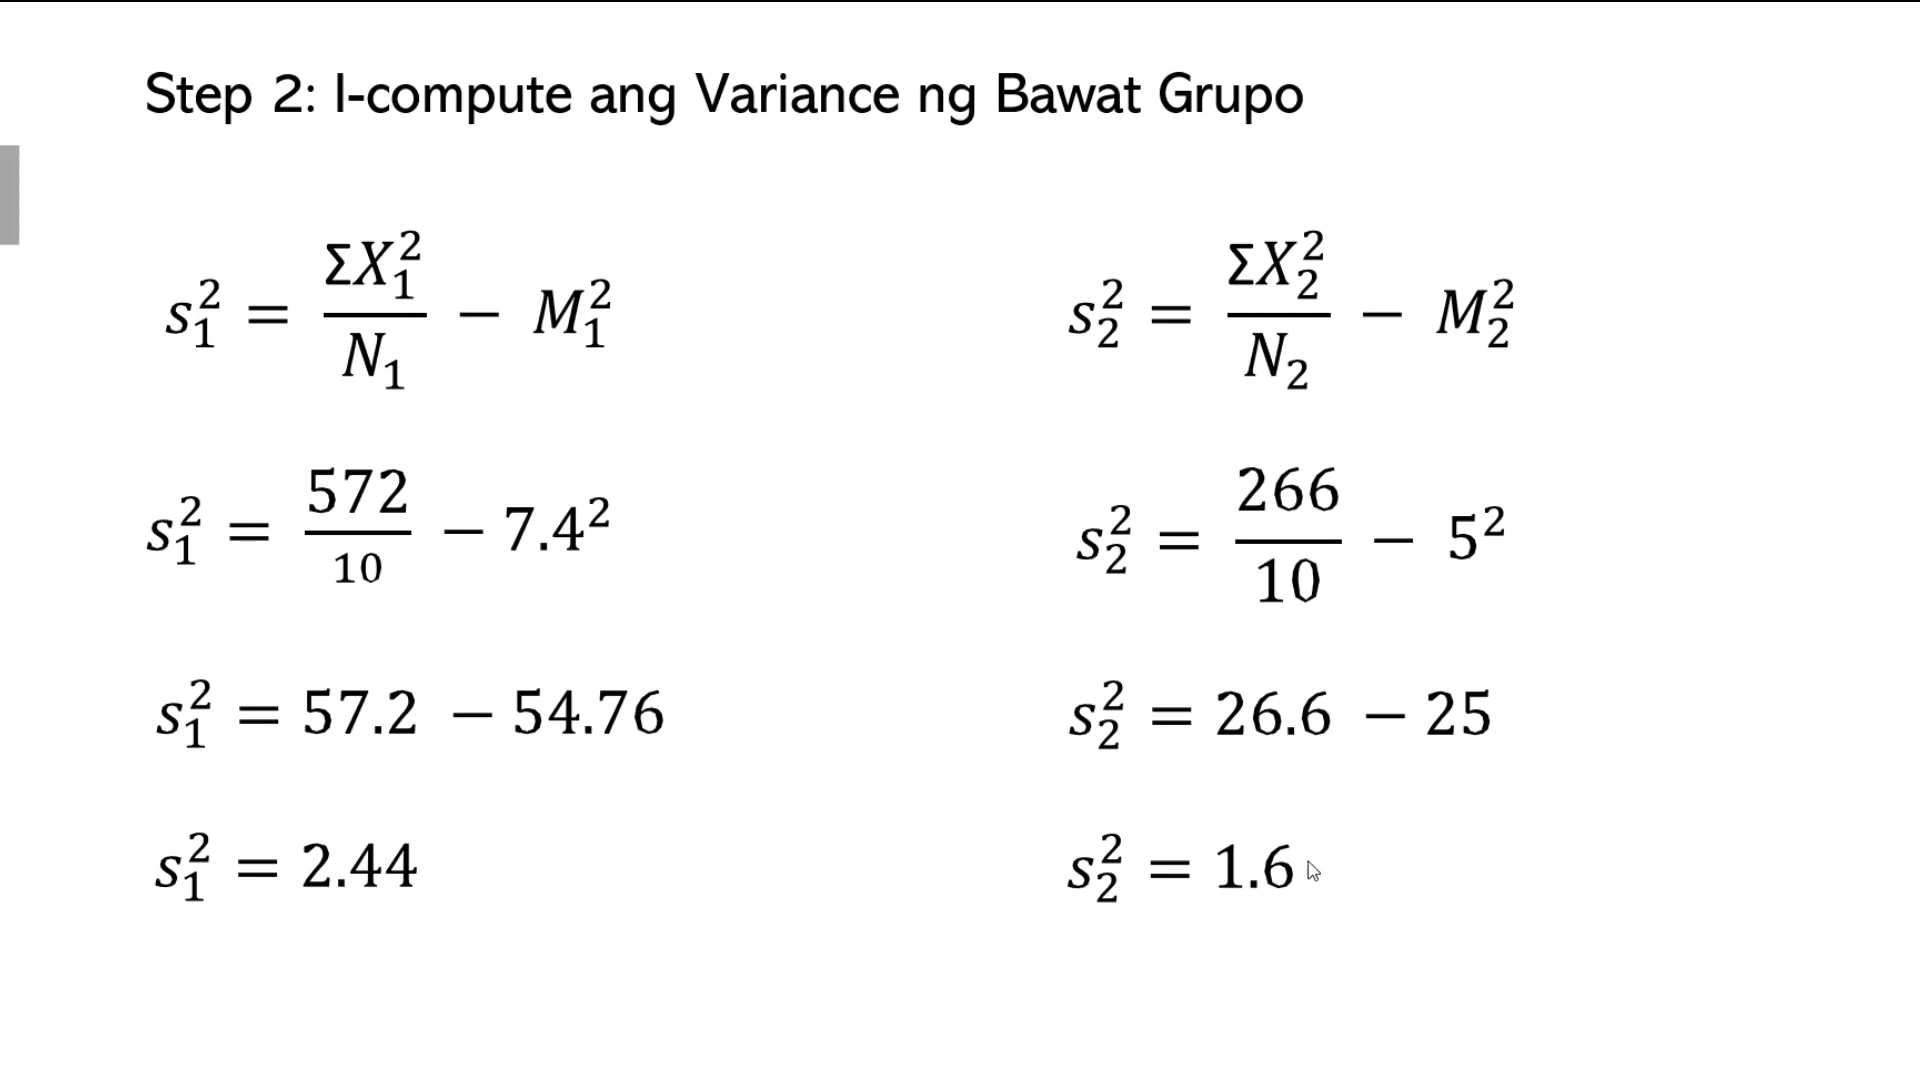 Step 2: I-compute ang Variance ng Bawat Grupo
s₁² = ΣX₁² / N₁ − M₁²
s₂² = ΣX₂² / N₂ − M₂²
s₁² = 572 / 10 − 7.4²
s₂² = 266 / 10 − 5²
s₁² = 57.2 − 54.76
s₂² = 26.6 − 25
s₁² = 2.44
s₂² = 1.6